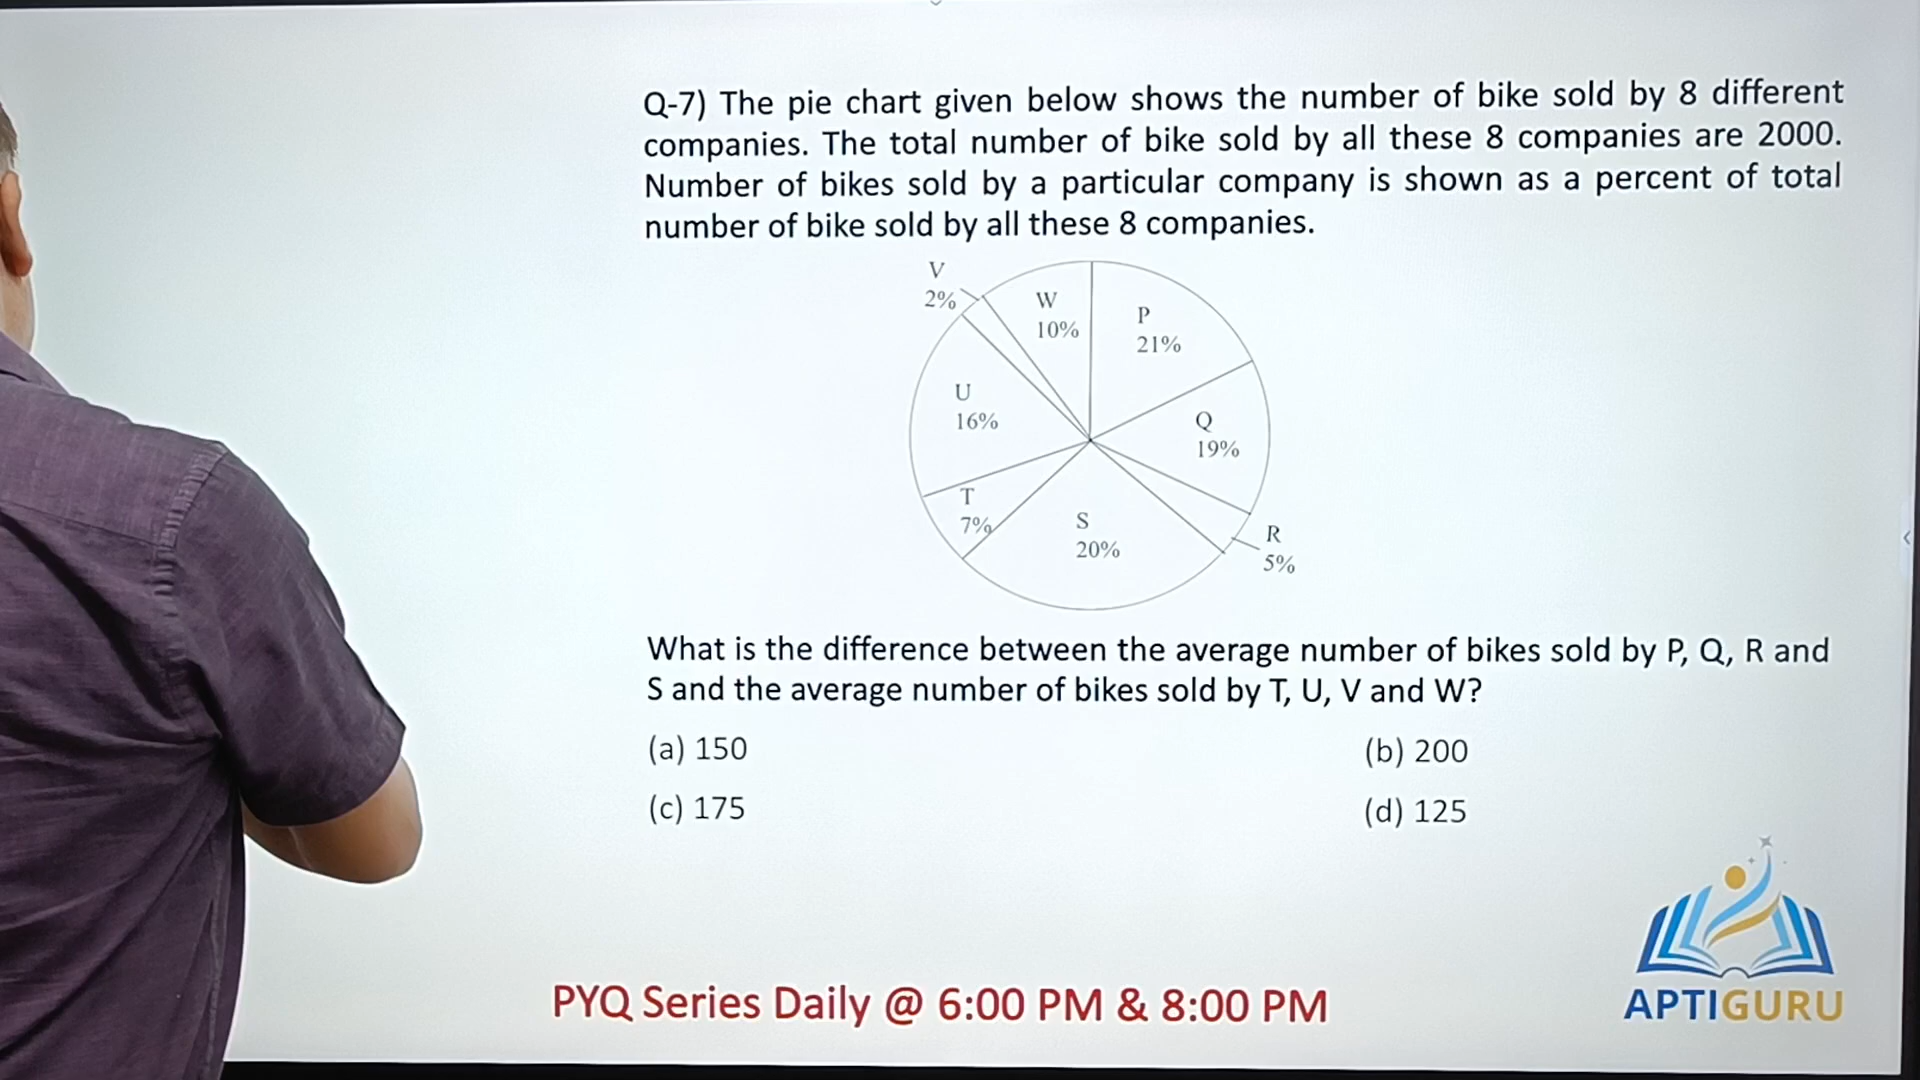 Q-7) The pie chart given below shows the number of bike sold by 8 different
companies. The total number of bike sold by all these 8 companies are 2000.
Number of bikes sold by a particular company is shown as a percent of total
number of bike sold by all these 8 companies.
V
2%
W
10%
P
21%
U
16%
Q
19%
T
7%
S
20%
R
5%
What is the difference between the average number of bikes sold by P, Q, R and
S and the average number of bikes sold by T, U, V and W?
(a) 150
(b) 200
(c) 175
(d) 125
PYQ Series Daily @ 6:00 PM & 8:00 PM
APTIGURU